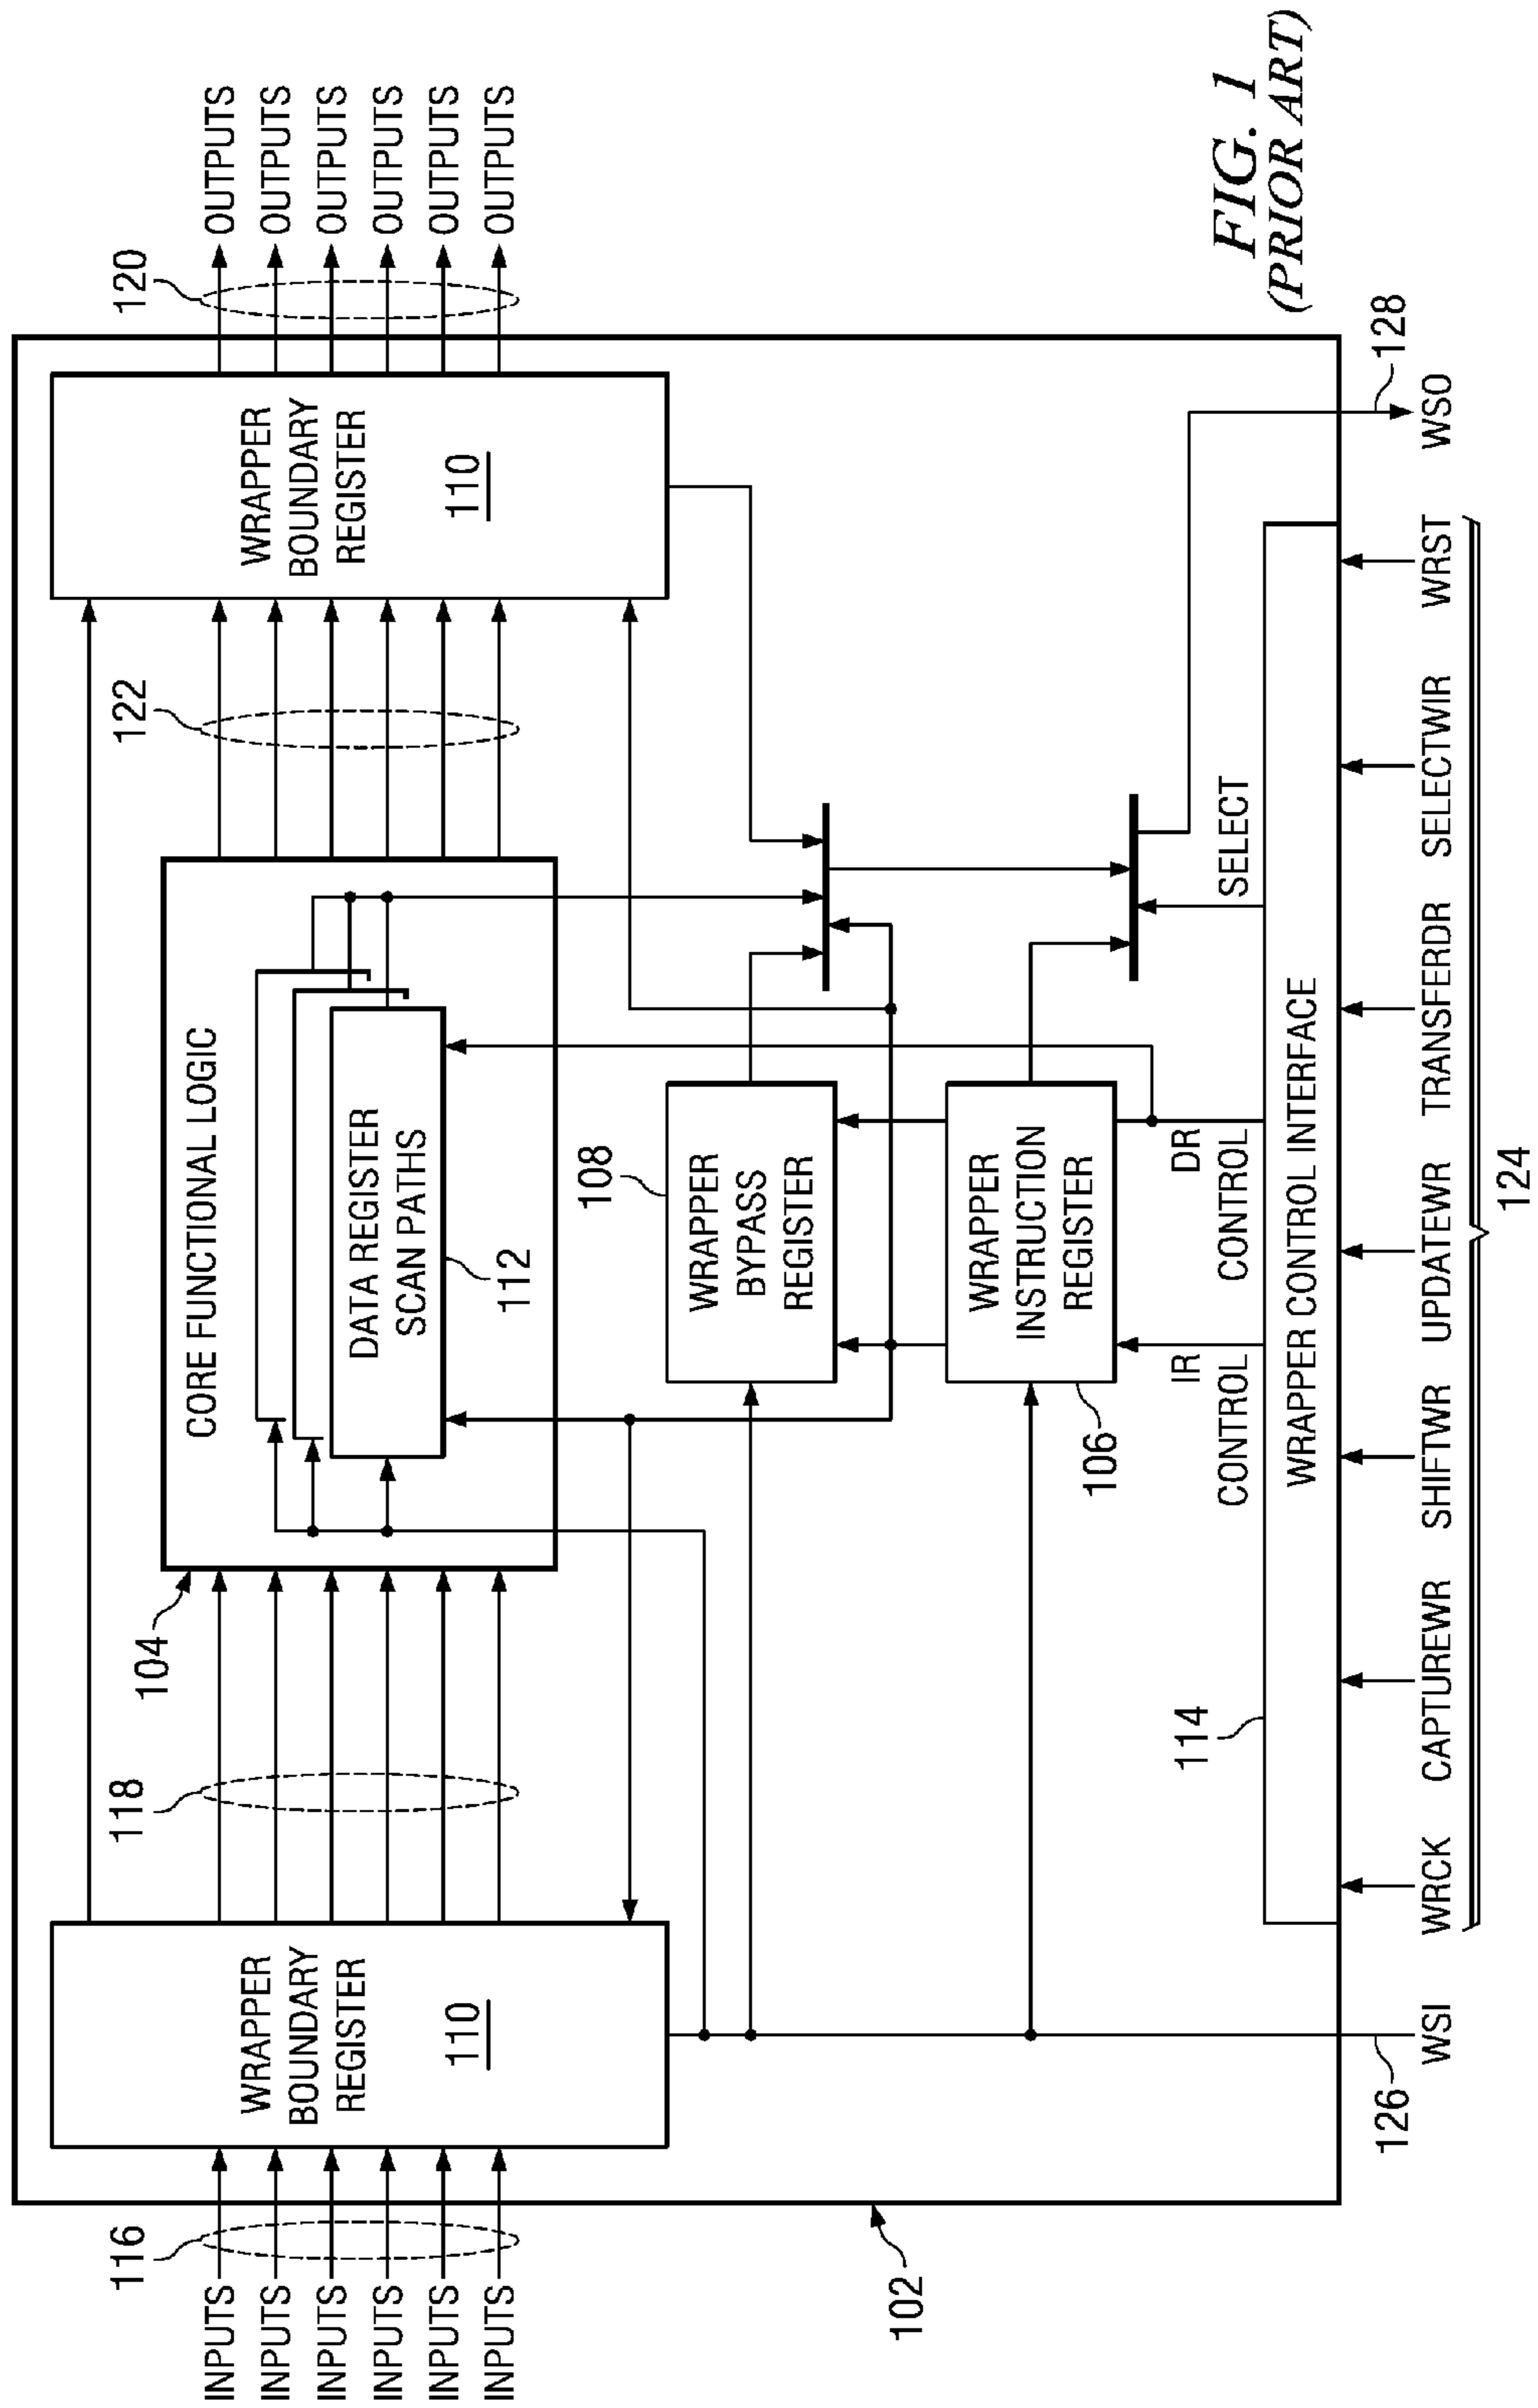 120
OUTPUTS
OUTPUTS
OUTPUTS
OUTPUTS
OUTPUTS
OUTPUTS
WRAPPER
BOUNDARY
REGISTER
110
122
CORE FUNCTIONAL LOGIC
DATA REGISTER
SCAN PATHS
112
104
118
WRAPPER
BOUNDARY
REGISTER
110
116
INPUTS
INPUTS
INPUTS
INPUTS
INPUTS
INPUTS
108
WRAPPER
BYPASS
REGISTER
WRAPPER
INSTRUCTION
REGISTER
106
102
IR
CONTROL
DR
CONTROL
SELECT
114
WRAPPER CONTROL INTERFACE
126
128
WSI
WRCK
CAPTUREWR
SHIFTWR
UPDATEWR
TRANSFERDR
SELECTWIR
WRST
WSO
124
FIG. 1
(PRIOR ART)